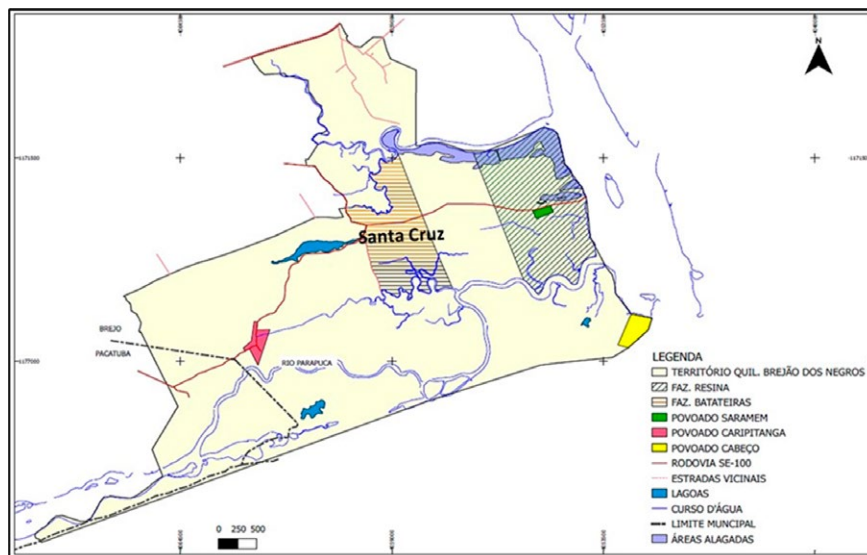 N
Santa Cruz
BREJO
PACATUBA
RIO PARAPUCA
LEGENDA
TERRITÓRIO QUIL. BREJÃO DOS NEGROS
FAZ. RESINA
FAZ. BATATEIRAS
POVOADO SARAMEM
POVOADO CARIPITANGA
POVOADO CABEÇO
RODOVIA SE-100
ESTRADAS VICINAIS
LAGOAS
CURSO D'ÁGUA
LIMITE MUNCIPAL
ÁREAS ALAGADAS
0 250 500